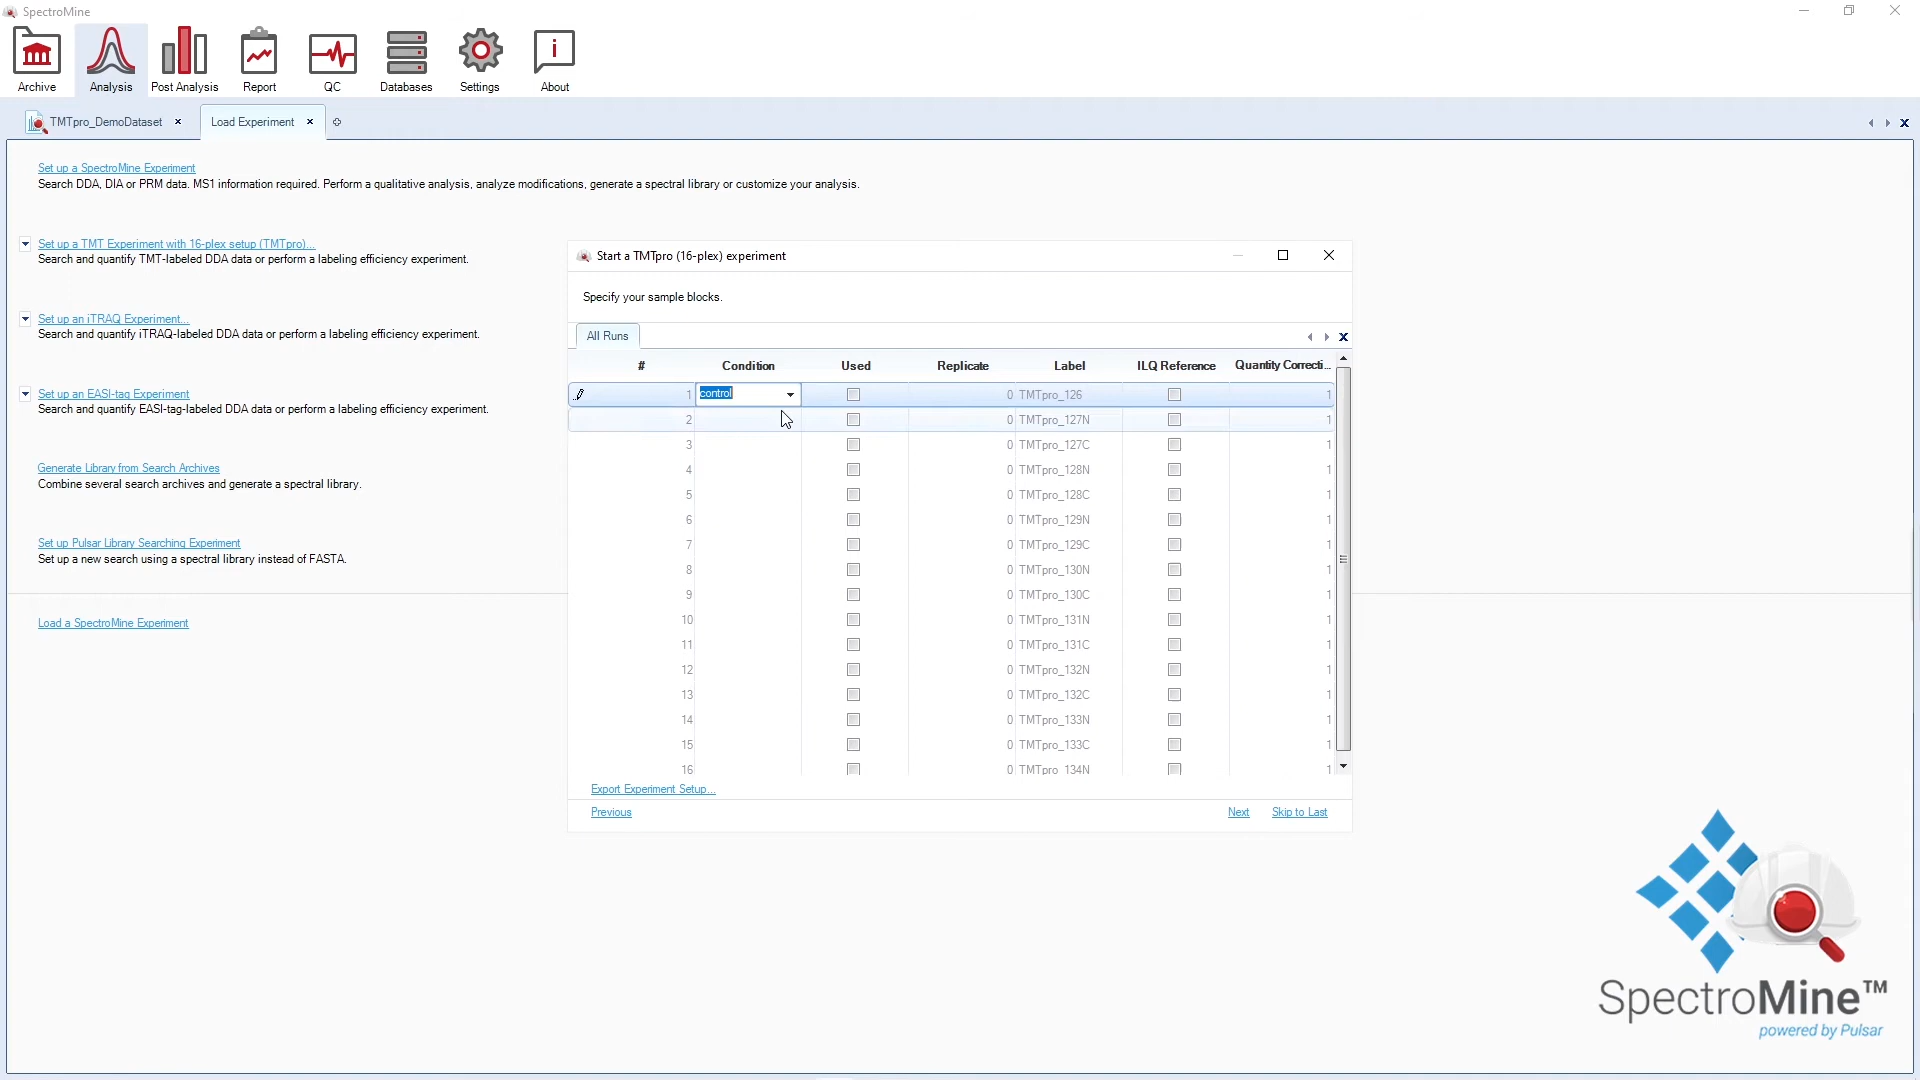 SpectroMine
Archive
Analysis
Post Analysis
Report
QC
Databases
Settings
About
TMTpro_DemoDataset
Load Experiment
Set up a SpectroMine Experiment
Search DDA, DIA or PRM data. MS1 information required. Perform a qualitative analysis, analyze modifications, generate a spectral library or customize your analysis.
Set up a TMT Experiment with 16-plex setup (TMTpro)...
Search and quantify TMT-labeled DDA data or perform a labeling efficiency experiment.
Set up an iTRAQ Experiment...
Search and quantify iTRAQ-labeled DDA data or perform a labeling efficiency experiment.
Set up an EASI-tag Experiment
Search and quantify EASI-tag-labeled DDA data or perform a labeling efficiency experiment.
Generate Library from Search Archives
Combine several search archives and generate a spectral library.
Set up Pulsar Library Searching Experiment
Set up a new search using a spectral library instead of FASTA.
Load a SpectroMine Experiment
Start a TMTpro (16-plex) experiment
Specify your sample blocks.
All Runs
# Condition Used Replicate Label ILQ Reference Quantity Correcti...
1 control 0 TMTpro_126 1
2 0 TMTpro_127N 1
3 0 TMTpro_127C 1
4 0 TMTpro_128N 1
5 0 TMTpro_128C 1
6 0 TMTpro_129N 1
7 0 TMTpro_129C 1
8 0 TMTpro_130N 1
9 0 TMTpro_130C 1
10 0 TMTpro_131N 1
11 0 TMTpro_131C 1
12 0 TMTpro_132N 1
13 0 TMTpro_132C 1
14 0 TMTpro_133N 1
15 0 TMTpro_133C 1
16 0 TMTpro_134N 1
Export Experiment Setup...
Previous
Next
Skip to Last
SpectroMine™
powered by Pulsar